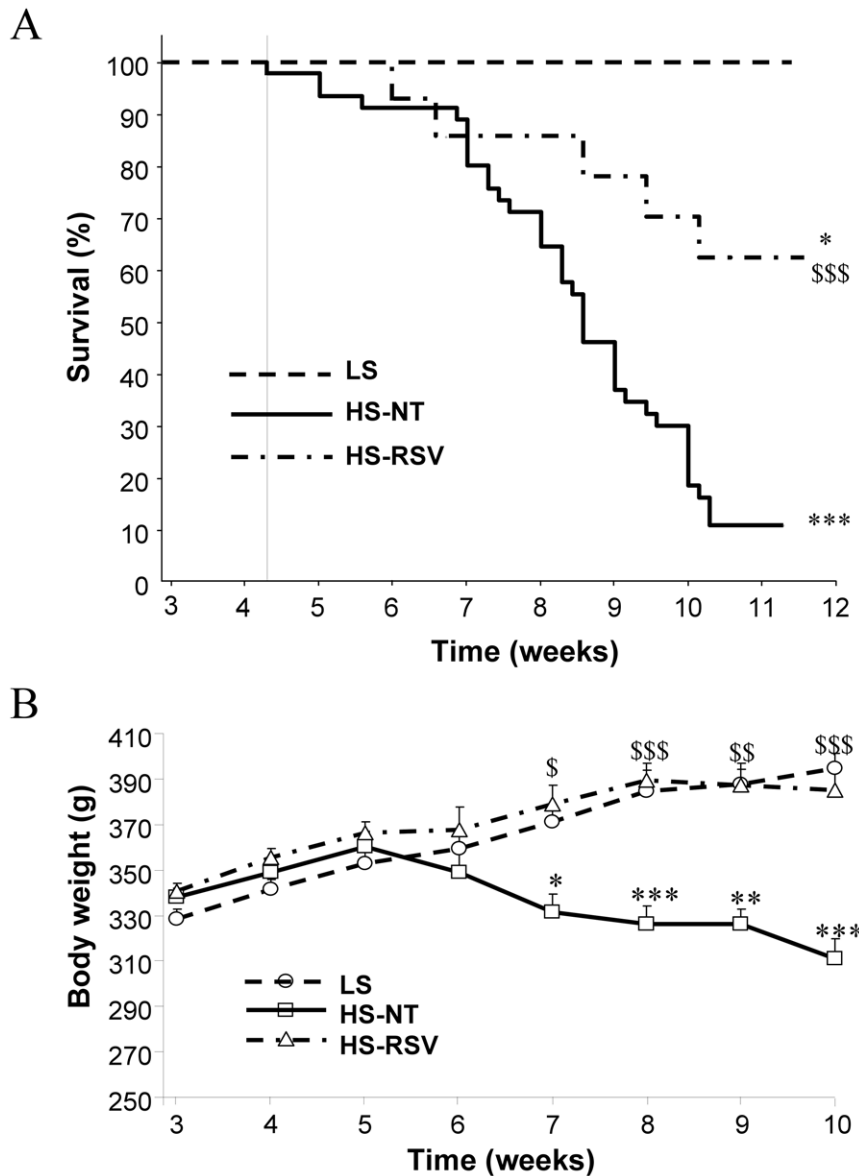 A
100
90
80
70
60
50
40
30
20
10
0
Survival (%)
LS
HS-NT
HS-RSV
*
$$$
***
3 4 5 6 7 8 9 10 11 12
Time (weeks)
B
410
390
370
350
330
310
290
270
250
Body weight (g)
$ $$$ $$ $$$
* *** ** ***
LS
HS-NT
HS-RSV
3 4 5 6 7 8 9 10
Time (weeks)